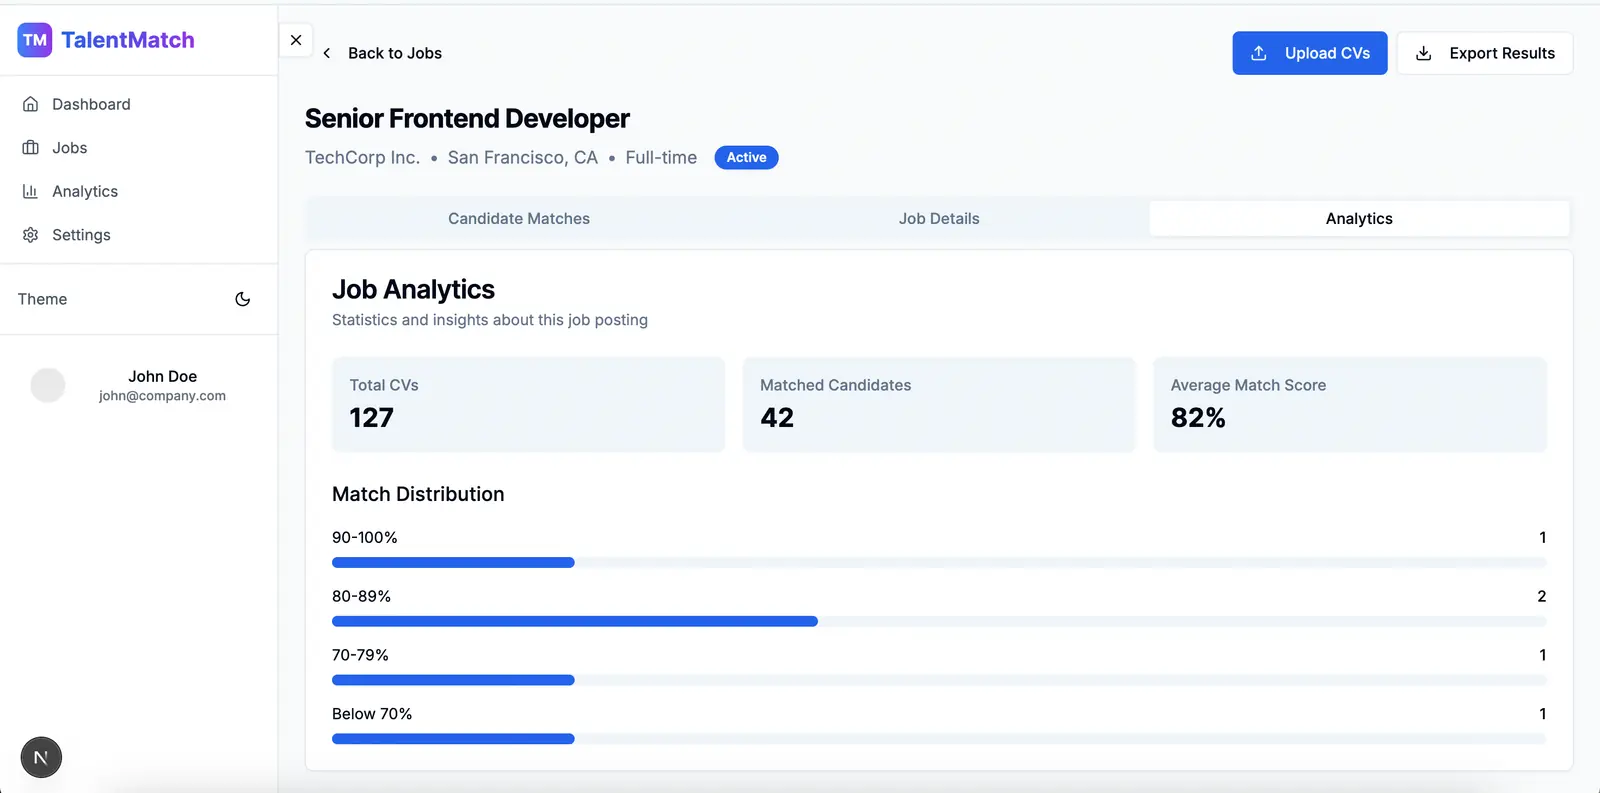 TM TalentMatch
Dashboard
Jobs
Analytics
Settings
Theme
John Doe
john@company.com
N
Back to Jobs
Upload CVs
Export Results
Senior Frontend Developer
TechCorp Inc. • San Francisco, CA • Full-time Active
Candidate Matches Job Details Analytics
Job Analytics
Statistics and insights about this job posting
Total CVs
127
Matched Candidates
42
Average Match Score
82%
Match Distribution
90-100% 1
80-89% 2
70-79% 1
Below 70% 1